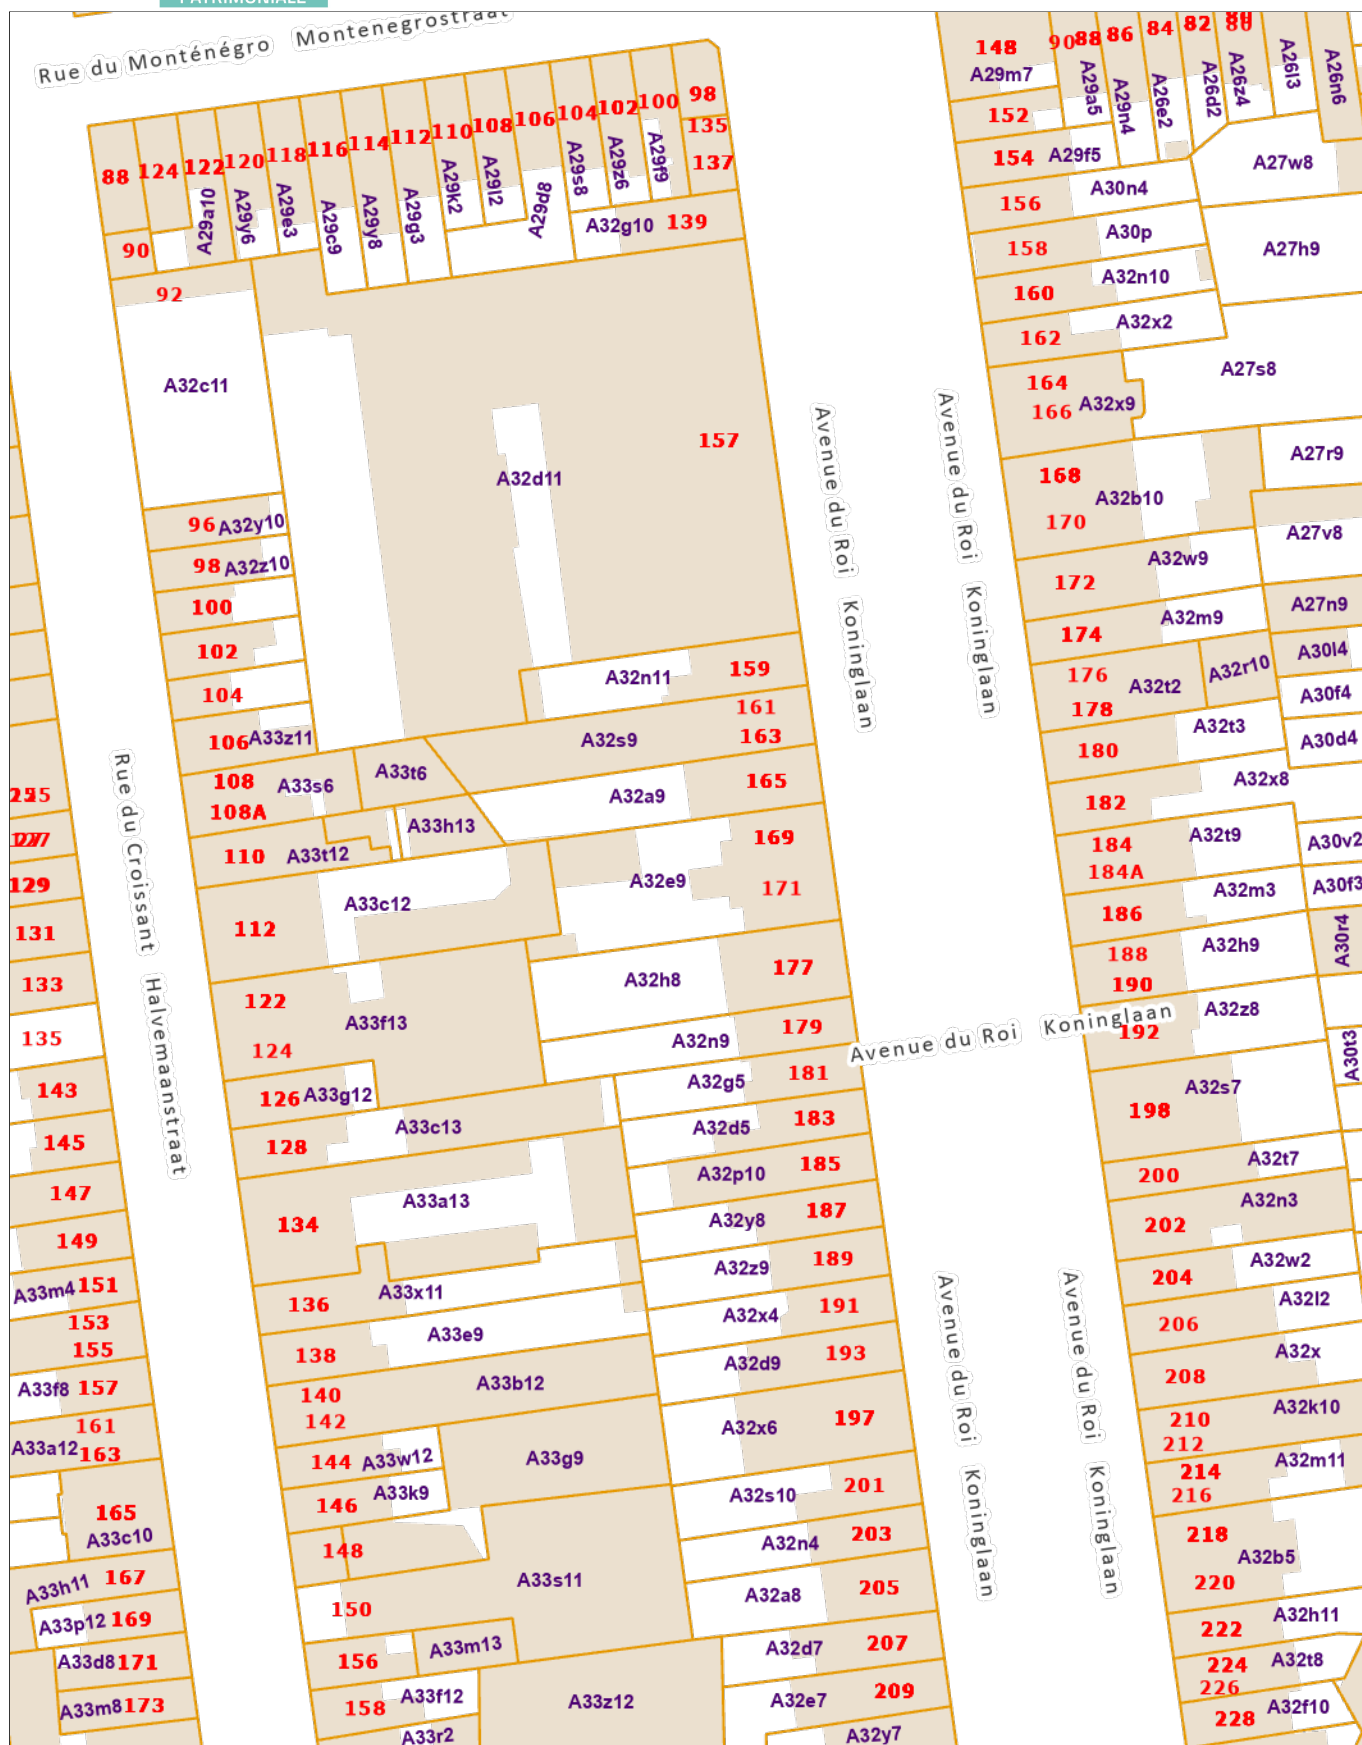 PATRIMONIALE
Rue du Monténégro Montenegrostraat
148
90
88
86
84
82
80
80
A29m7
A29a5
A29n4
A26e2
A26d2
A26z4
A26l3
A26n6
152
154
A29f5
156
A30n4
A27w8
158
A30p
A27h9
160
A32n10
162
A32x2
164
166
A32x9
A27s8
168
A32b10
170
A27r9
A27v8
172
A32w9
174
A32m9
A27n9
176
178
A32t2
A32r10
A30l4
A30f4
180
A32t3
A30d4
182
A32x8
184
184A
A32t9
A30v2
186
A32m3
A30f3
188
190
A32h9
A30r4
192
A32z8
A30t3
198
A32s7
200
A32t7
202
A32n3
204
A32w2
206
A32l2
208
A32x
210
212
A32k10
214
216
A32m11
218
220
A32b5
222
A32h11
224
226
A32t8
228
A32f10
88
124
122
120
118
116
114
112
110
108
106
104
102
100
98
135
137
139
A29a10
A29y6
A29e3
A29c9
A29y8
A29g3
A29k2
A29l2
A29d8
A29s8
A29z6
A29f9
A32g10
90
92
A32c11
A32d11
157
96
A32y10
98
A32z10
100
102
104
106
A33z11
A32n11
159
161
163
A32s9
108
108A
A33s6
A33t6
A32a9
165
110
A33t12
A33h13
169
171
A32e9
112
A33c12
122
124
A33f13
A32h8
177
A32n9
179
126
A33g12
A32g5
181
128
A33c13
A32d5
183
A32p10
185
134
A33a13
A32y8
187
A32z9
189
136
A33x11
A32x4
191
138
A33e9
A32d9
193
140
142
A33b12
A32x6
197
144
A33w12
A33g9
146
A33k9
A32s10
201
148
A32n4
203
150
A33s11
A32a8
205
156
A33m13
A32d7
207
158
A33f12
A33z12
A32e7
209
A33r2
A32y7
129
131
133
135
143
145
147
149
A33m4
151
153
155
A33f8
157
161
A33a12
163
165
A33c10
A33h11
167
A33p12
169
A33d8
171
A33m8
173
Rue du Croissant Halvemaanstraat
Avenue du Roi Koninglaan
Avenue du Roi Koninglaan
Avenue du Roi Koninglaan
Avenue du Roi Koninglaan
Avenue du Roi Koninglaan